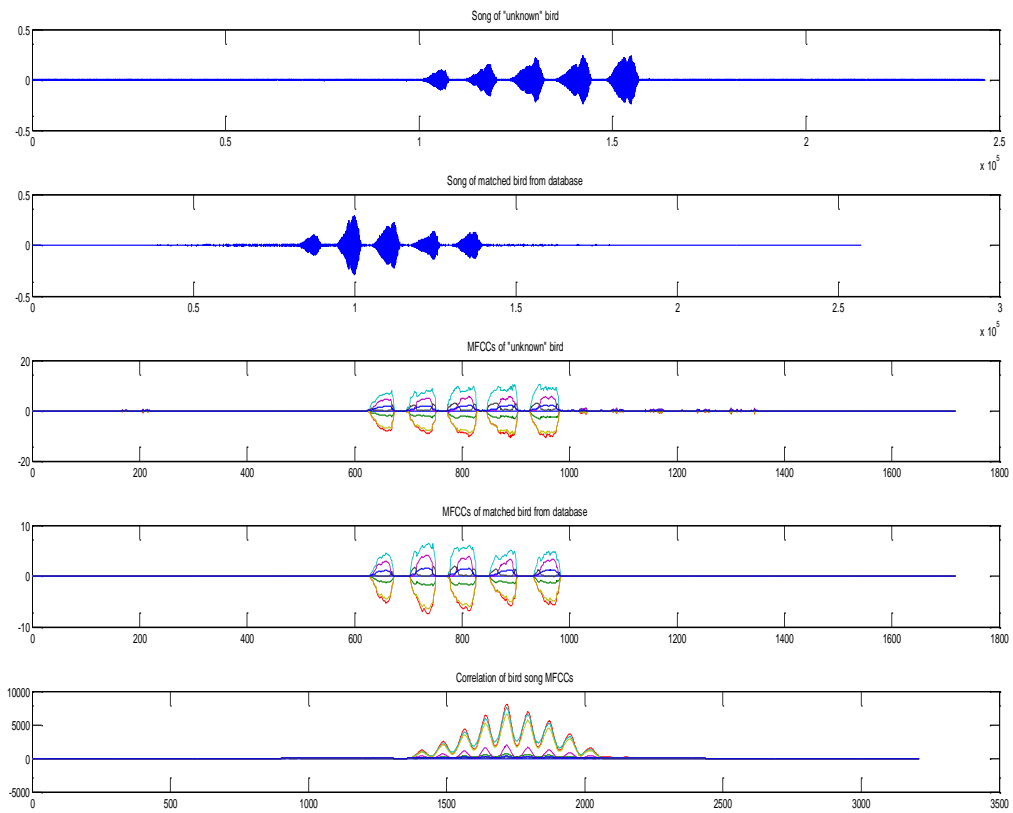 Song of "unknown" bird
0.5
0
-0.5
0 0.5 1 1.5 2 2.5
x 10^5
Song of matched bird from database
0.5
0
-0.5
0 0.5 1 1.5 2 2.5 3
x 10^5
MFCCs of "unknown" bird
20
0
-20
0 200 400 600 800 1000 1200 1400 1600 1800
MFCCs of matched bird from database
10
0
-10
0 200 400 600 800 1000 1200 1400 1600 1800
Correlation of bird song MFCCs
10000
5000
0
-5000
0 500 1000 1500 2000 2500 3000 3500